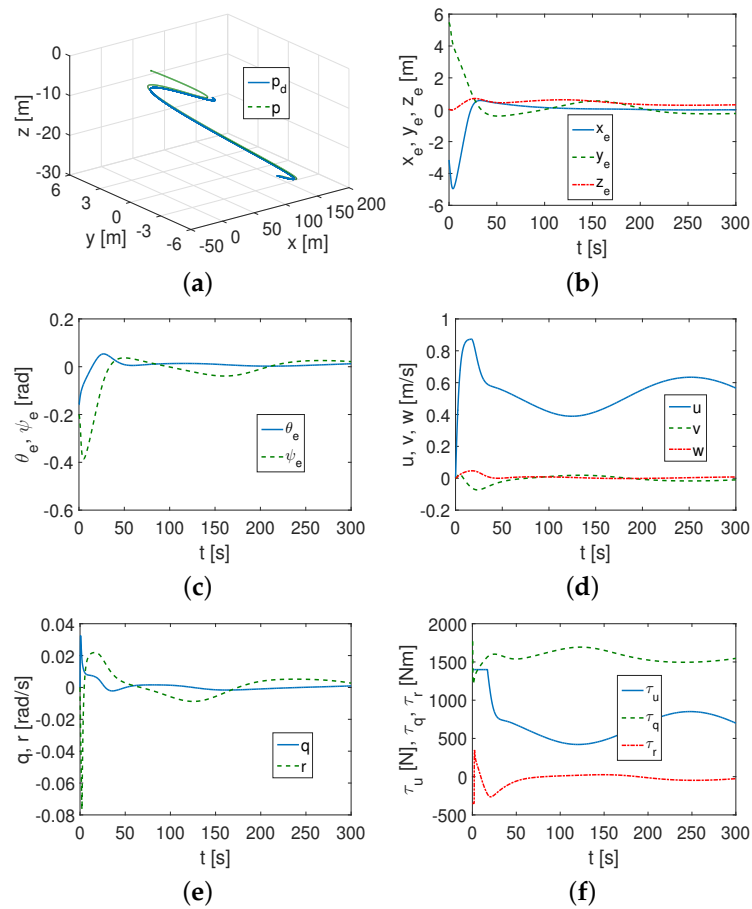 0
-10
-20
-30
z [m]
p_d
p
6
3
0
-3
-6
y [m]
-50
0
50
100
150
200
x [m]
(a)
6
4
2
0
-2
-4
-6
x_e, y_e, z_e [m]
x_e
y_e
z_e
0 50 100 150 200 250 300
t [s]
(b)
0.2
0
-0.2
-0.4
-0.6
θ_e, ψ_e [rad]
θ_e
ψ_e
0 50 100 150 200 250 300
t [s]
(c)
1
0.8
0.6
0.4
0.2
0
-0.2
u, v, w [m/s]
u
v
w
0 50 100 150 200 250 300
t [s]
(d)
0.04
0.02
0
-0.02
-0.04
-0.06
-0.08
q, r [rad/s]
q
r
0 50 100 150 200 250 300
t [s]
(e)
2000
1500
1000
500
0
-500
τ_u [N], τ_q, τ_r [Nm]
τ_u
τ_q
τ_r
0 50 100 150 200 250 300
t [s]
(f)